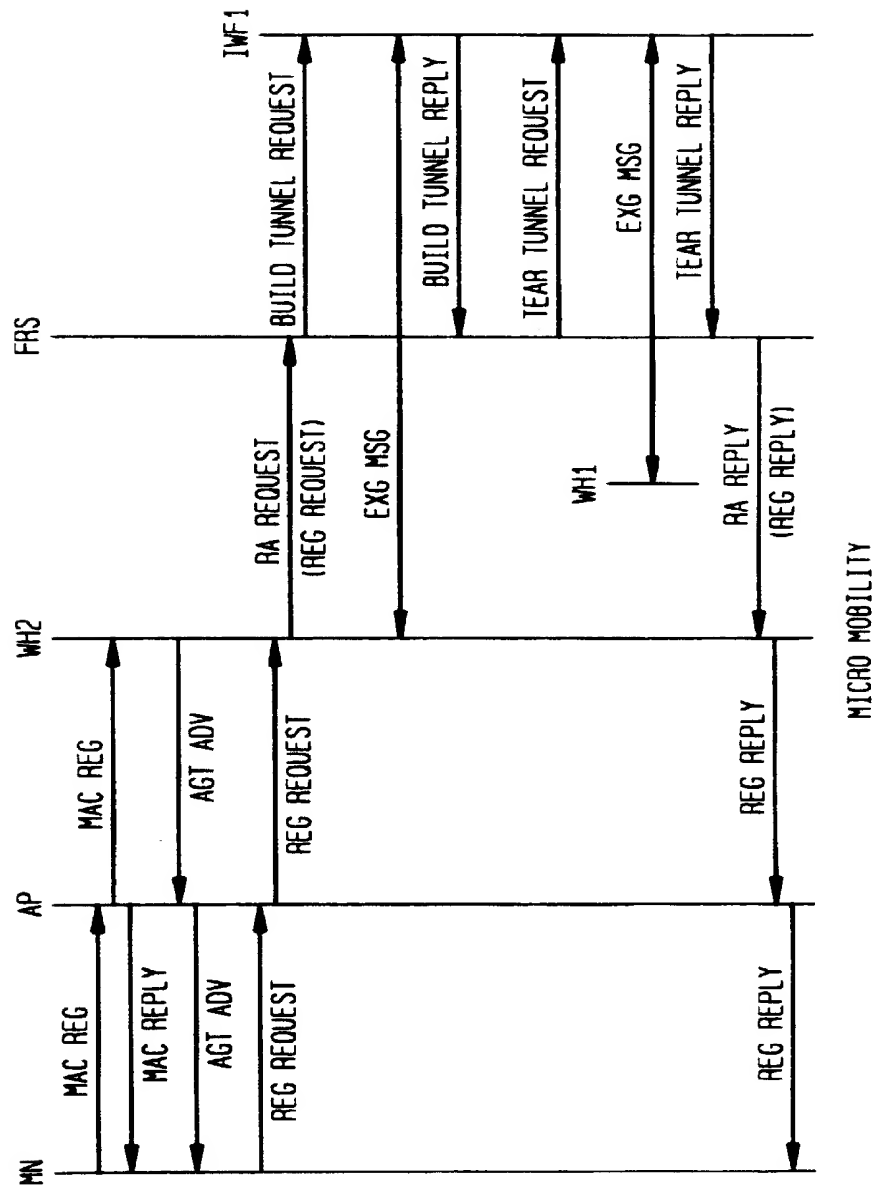 MN
AP
WH2
FRS
IWF1
MAC REG
MAC REG
MAC REPLY
AGT ADV
AGT ADV
REG REQUEST
REG REQUEST
RA REQUEST
(REG REQUEST)
BUILD TUNNEL REQUEST
EXG MSG
BUILD TUNNEL REPLY
TEAR TUNNEL REQUEST
WH1
EXG MSG
TEAR TUNNEL REPLY
RA REPLY
(REG REPLY)
REG REPLY
REG REPLY
MICRO MOBILITY